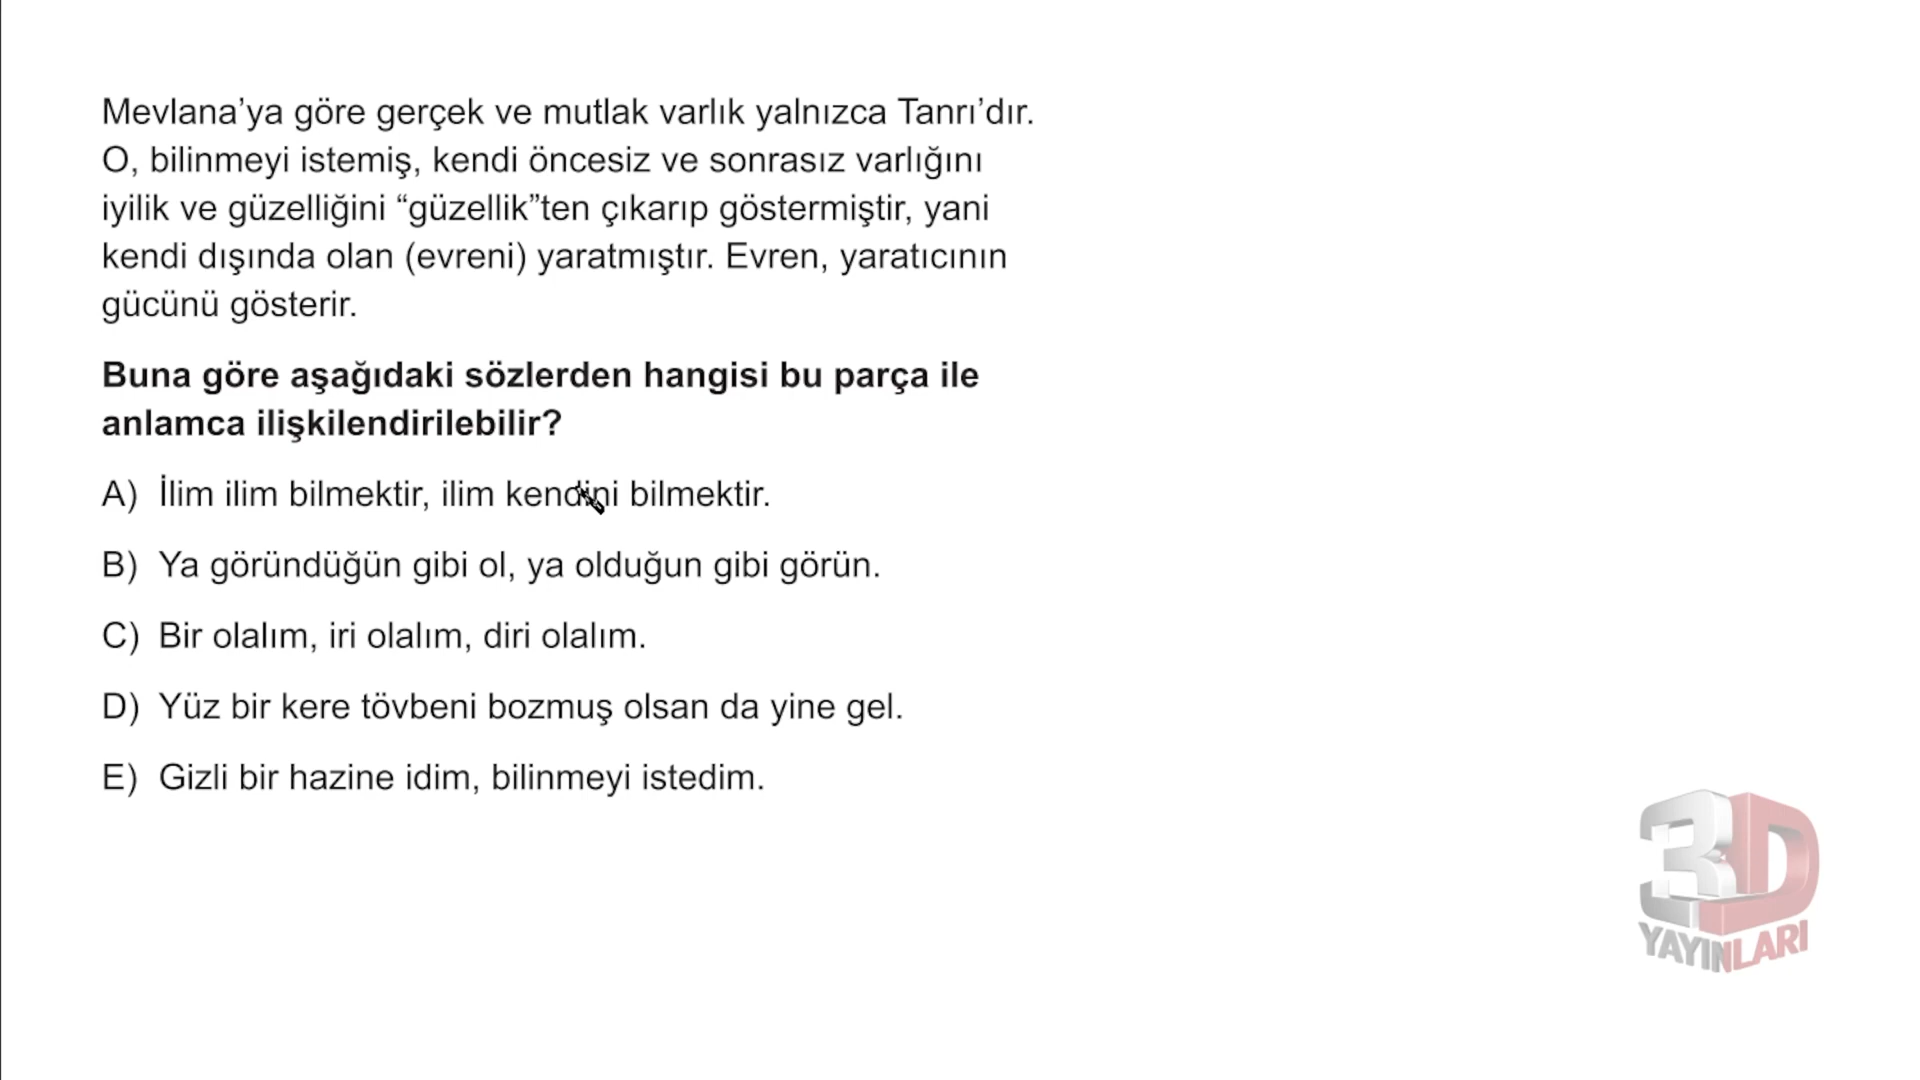 Mevlana’ya göre gerçek ve mutlak varlık yalnızca Tanrı’dır.
O, bilinmeyi istemiş, kendi öncesiz ve sonrasız varlığını
iyilik ve güzelliğini “güzellik”ten çıkarıp göstermiştir, yani
kendi dışında olan (evreni) yaratmıştır. Evren, yaratıcının
gücünü gösterir.
Buna göre aşağıdaki sözlerden hangisi bu parça ile
anlamca ilişkilendirilebilir?
A) İlim ilim bilmektir, ilim kendini bilmektir.
B) Ya göründüğün gibi ol, ya olduğun gibi görün.
C) Bir olalım, iri olalım, diri olalım.
D) Yüz bir kere tövbeni bozmuş olsan da yine gel.
E) Gizli bir hazine idim, bilinmeyi istedim.
3D
YAYINLARI